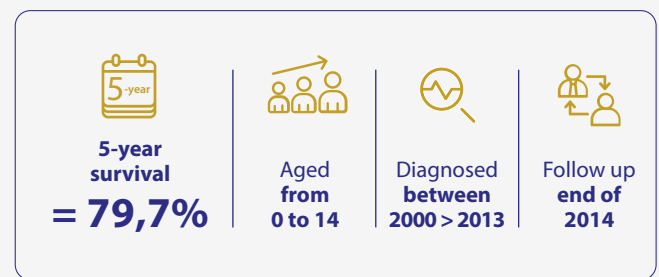 5-year
5-year
survival
= 79,7%
Aged
from
0 to 14
Diagnosed
between
2000 > 2013
Follow up
end of
2014